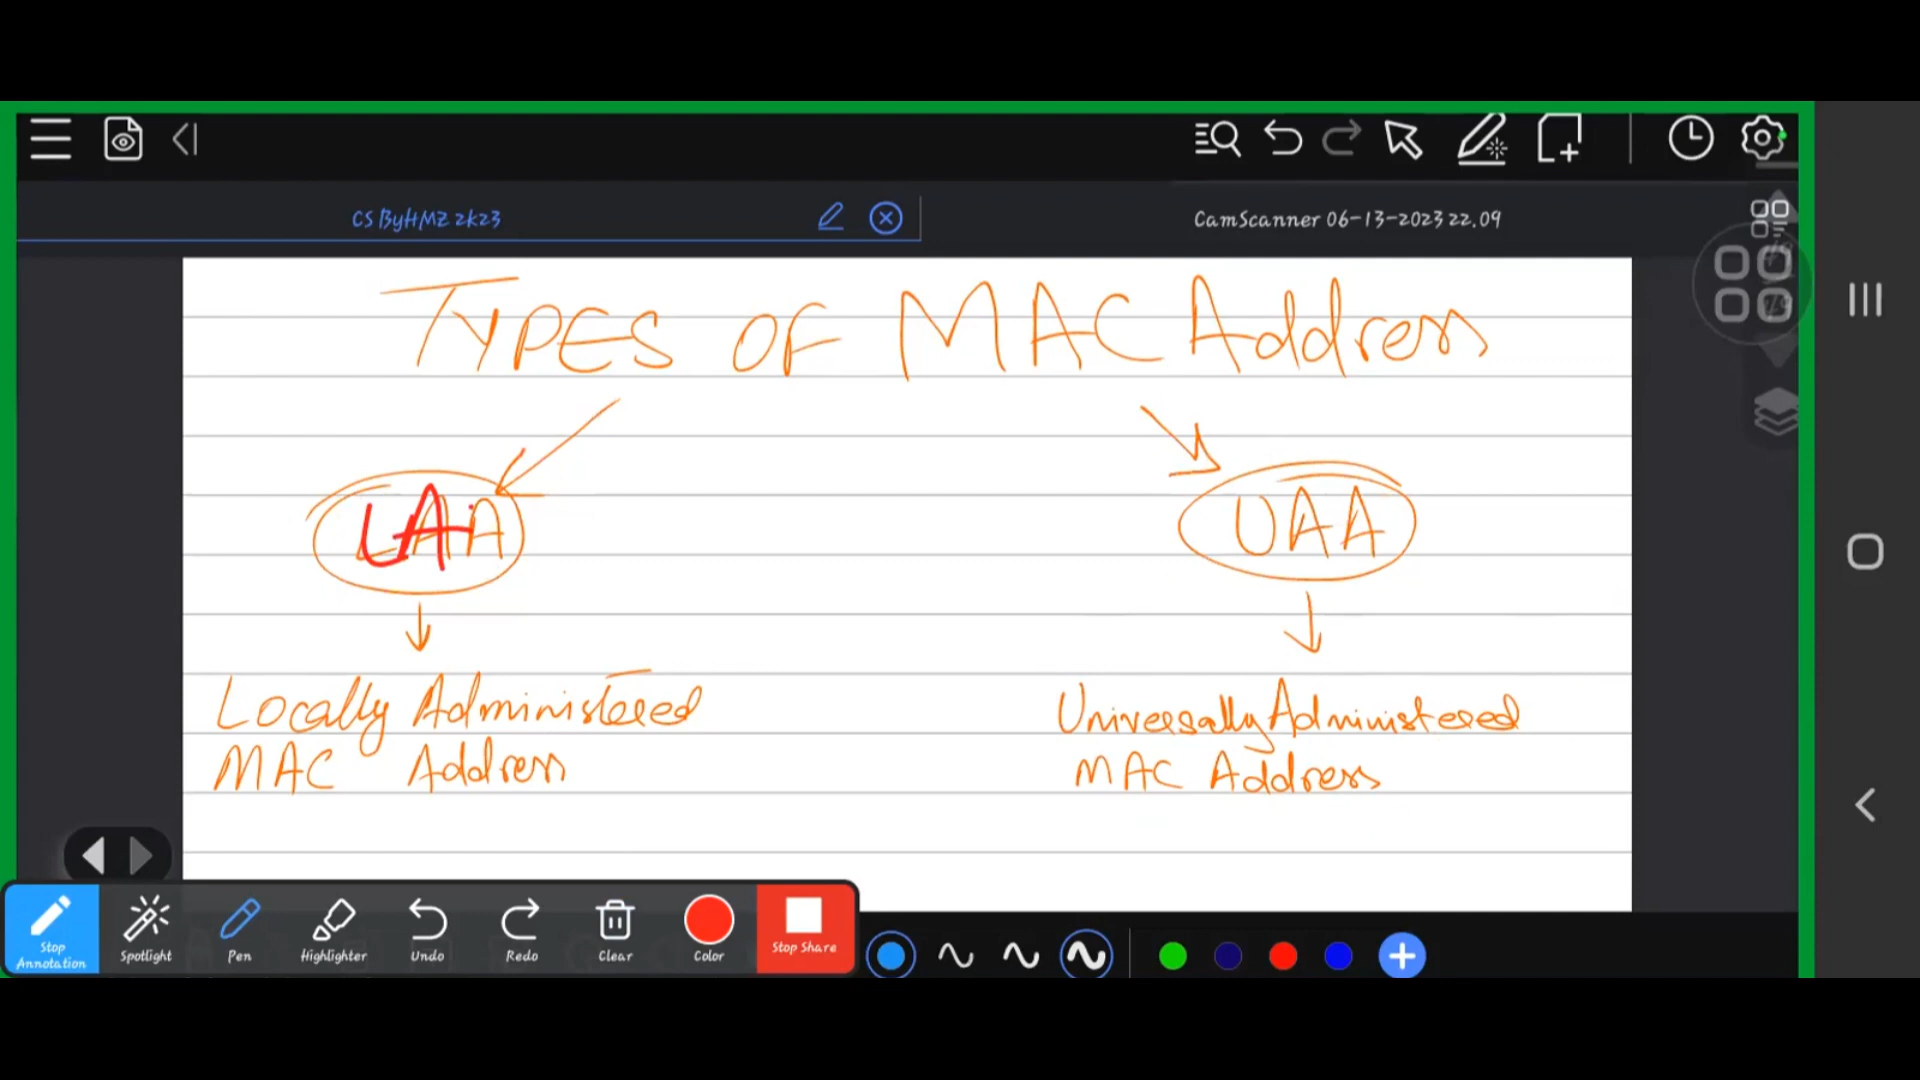 CS ByHMZ 2k23
CamScanner 06-13-2023 22.09
TYPES OF MAC Address
LAA
UAA
Locally Administered
MAC Address
Universally Administered
MAC Address
Stop Annotation
Spotlight
Pen
Highlighter
Undo
Redo
Clear
Color
Stop Share